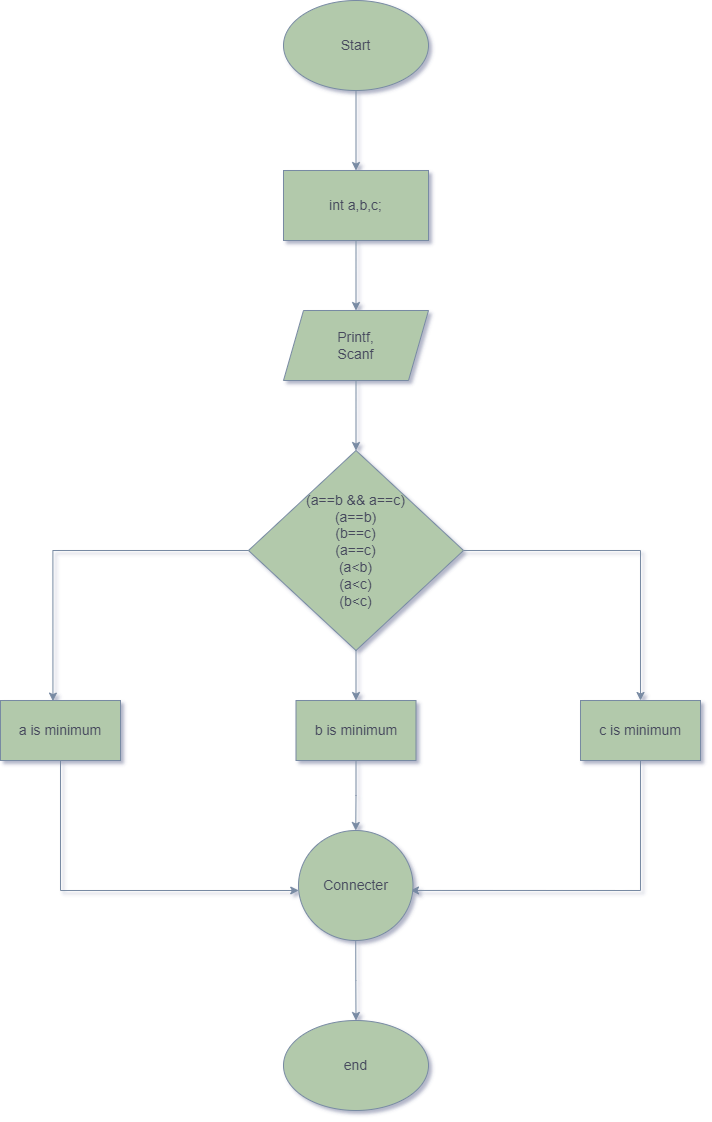 Start
int a,b,c;
Printf,
Scanf
(a==b && a==c)
(a==b)
(b==c)
(a==c)
(a<b)
(a<c)
(b<c)
a is minimum
b is minimum
c is minimum
Connecter
end